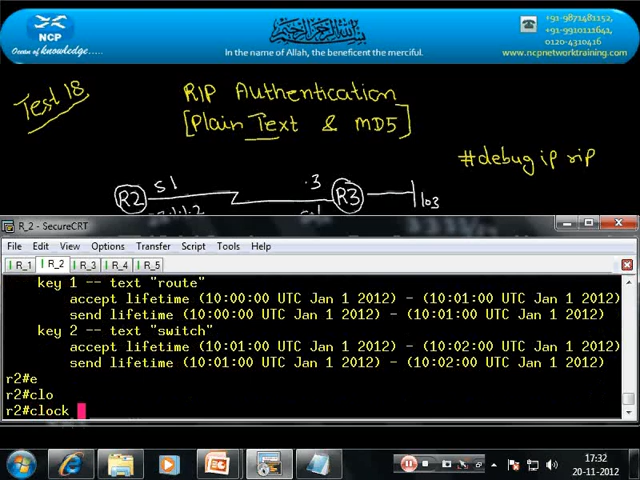 NCP
Ocean of knowledge.....
In the name of Allah, the beneficent the merciful.
+91-9871481152,
+91-9910111642,
0120-4310416
www.ncpnetworktraining.com
Test 18
RIP Authentication
[Plain Text & MD5]
#debug ip rip
R2
S1
.3
R3
lo3
R_2 - SecureCRT
File Edit View Options Transfer Script Tools Help
R_1 R_2 R_3 R_4 R_5
key 1 -- text "route"
accept lifetime (10:00:00 UTC Jan 1 2012) - (10:01:00 UTC Jan 1 2012)
send lifetime (10:00:00 UTC Jan 1 2012) - (10:01:00 UTC Jan 1 2012)
key 2 -- text "switch"
accept lifetime (10:01:00 UTC Jan 1 2012) - (10:02:00 UTC Jan 1 2012)
send lifetime (10:01:00 UTC Jan 1 2012) - (10:02:00 UTC Jan 1 2012)
r2#e
r2#clo
r2#clock
17:32
20-11-2012